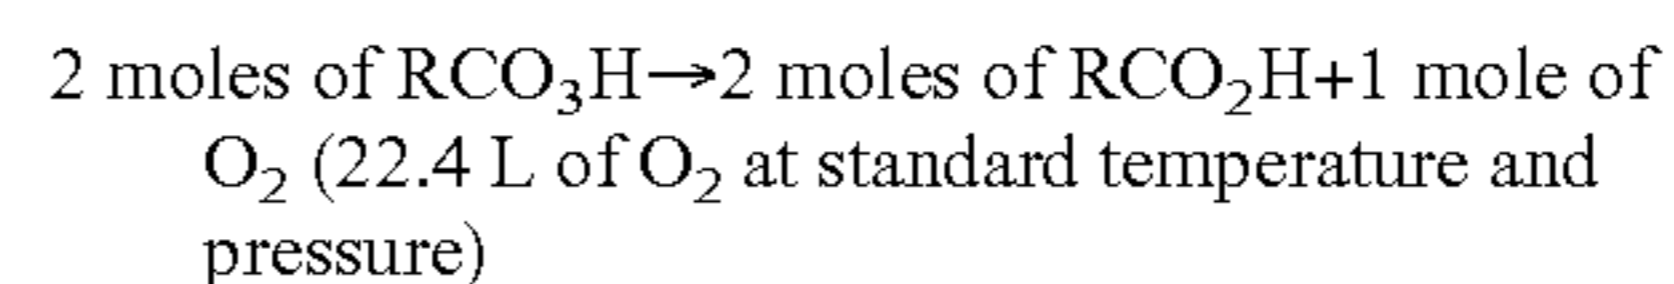 2 moles of RCO₃H→2 moles of RCO₂H+1 mole of
O₂ (22.4 L of O₂ at standard temperature and
pressure)